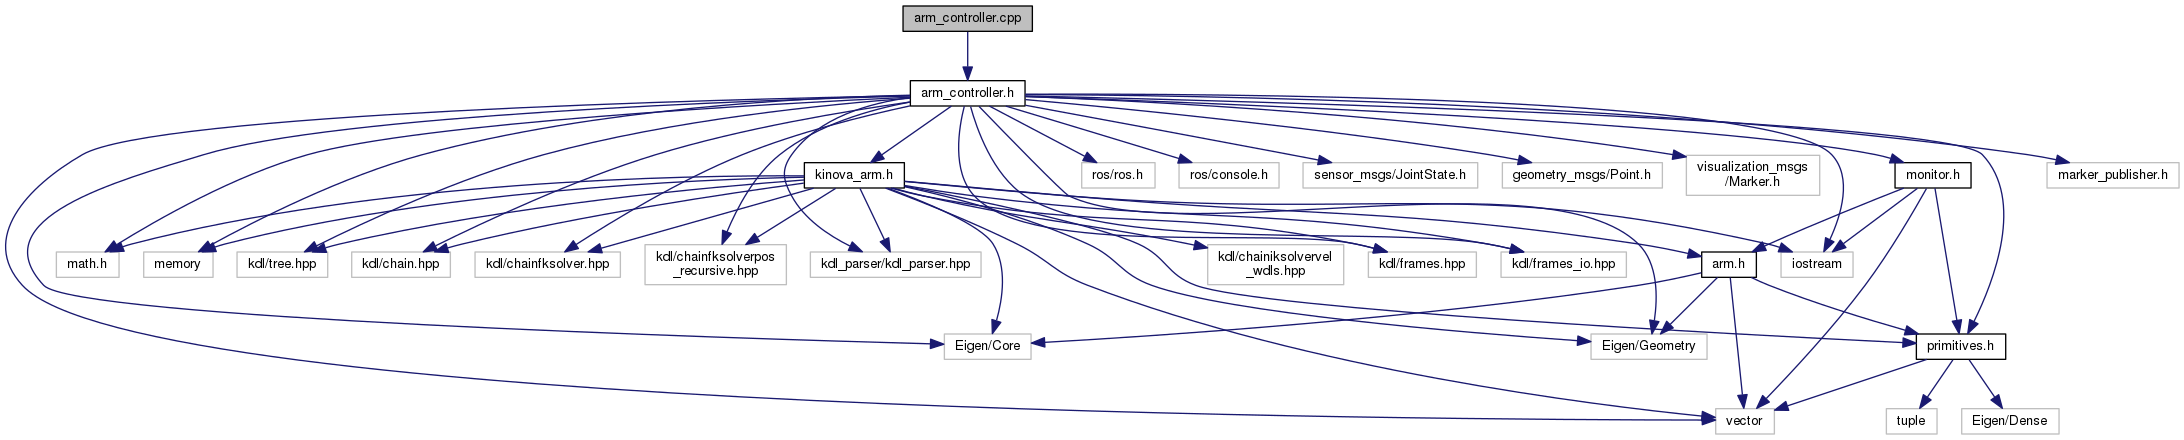 arm_controller.cpp
arm_controller.h
kinova_arm.h
ros/ros.h
ros/console.h
sensor_msgs/JointState.h
geometry_msgs/Point.h
visualization_msgs
/Marker.h
monitor.h
marker_publisher.h
math.h
memory
kdl/tree.hpp
kdl/chain.hpp
kdl/chainfksolver.hpp
kdl/chainfksolverpos
_recursive.hpp
kdl_parser/kdl_parser.hpp
kdl/chainiksolvervel
_wdls.hpp
kdl/frames.hpp
kdl/frames_io.hpp
arm.h
iostream
Eigen/Core
Eigen/Geometry
primitives.h
vector
tuple
Eigen/Dense